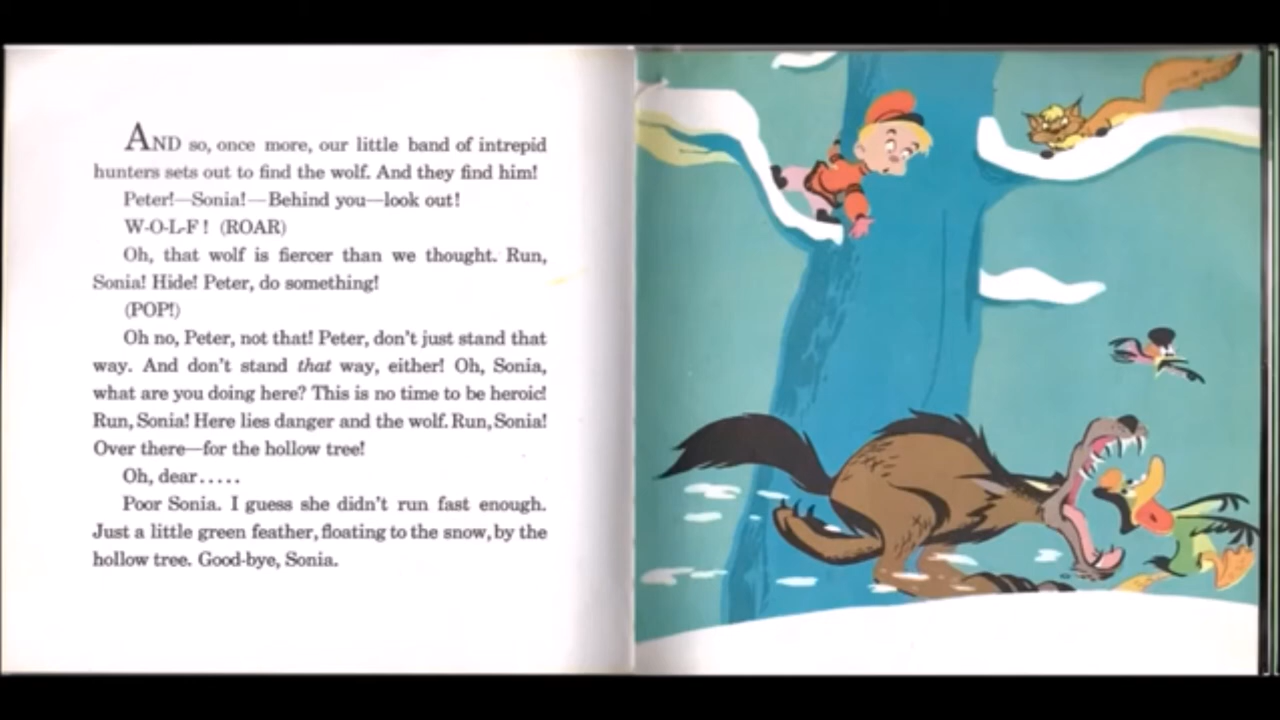 AND so, once more, our little band of intrepid
hunters sets out to find the wolf. And they find him!
Peter!—Sonia!—Behind you—look out!
W-O-L-F! (ROAR)
Oh, that wolf is fiercer than we thought. Run,
Sonia! Hide! Peter, do something!
(POP!)
Oh no, Peter, not that! Peter, don't just stand that
way. And don't stand that way, either! Oh, Sonia,
what are you doing here? This is no time to be heroic!
Run, Sonia! Here lies danger and the wolf. Run, Sonia!
Over there—for the hollow tree!
Oh, dear.....
Poor Sonia. I guess she didn't run fast enough.
Just a little green feather, floating to the snow, by the
hollow tree. Good-bye, Sonia.